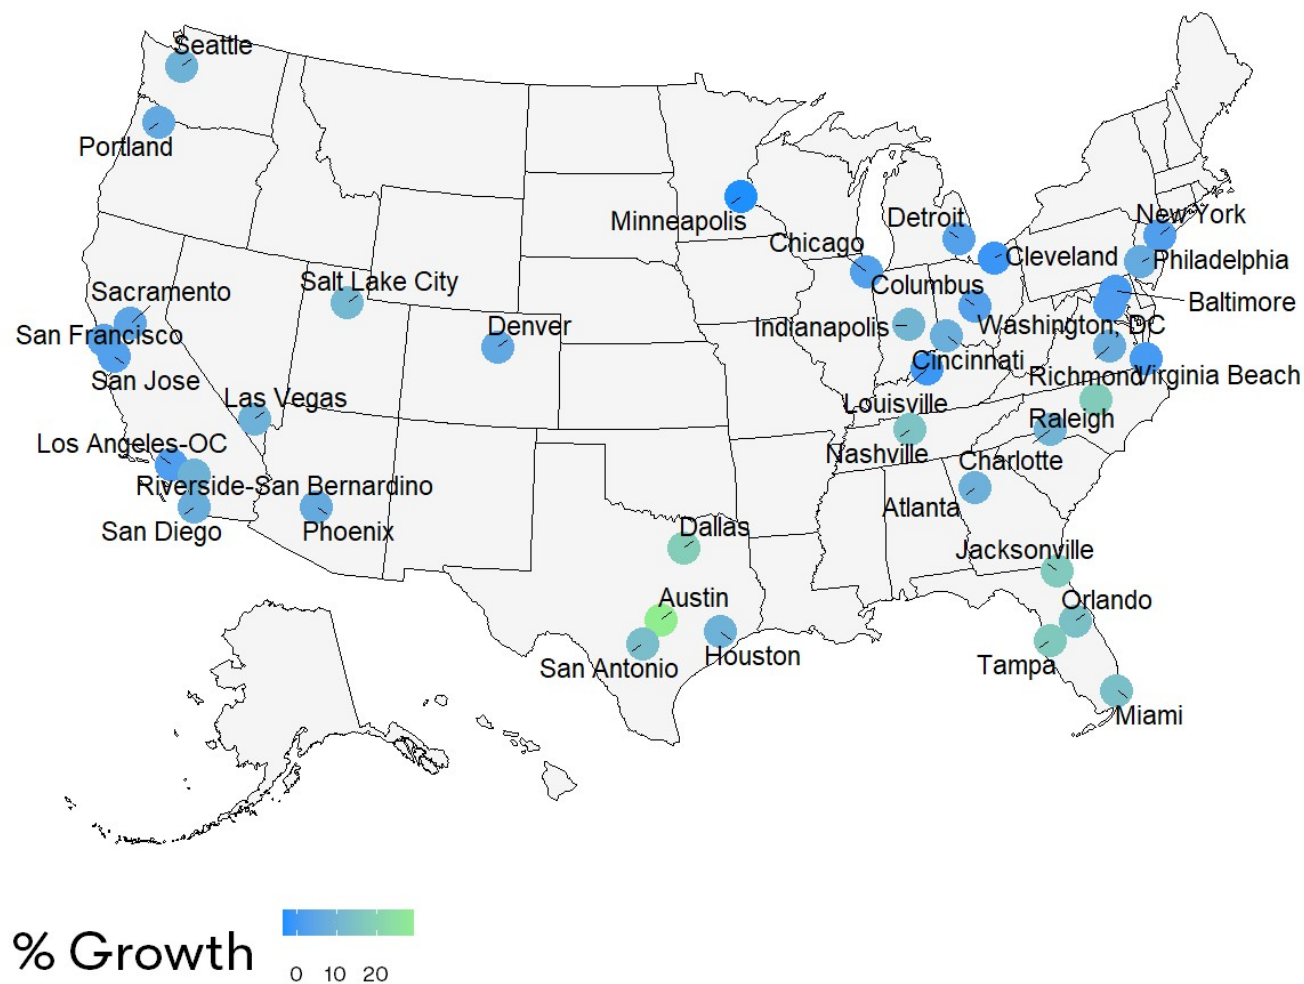 Seattle
Portland
Minneapolis
Detroit
New York
Chicago
Cleveland
Philadelphia
Salt Lake City
Columbus
Sacramento
Baltimore
San Francisco
Denver
Indianapolis
Washington, DC
Cincinnati
San Jose
Richmond
Virginia Beach
Las Vegas
Louisville
Raleigh
Los Angeles-OC
Nashville
Charlotte
Riverside-San Bernardino
Atlanta
San Diego
Phoenix
Dallas
Jacksonville
Austin
Orlando
San Antonio
Houston
Tampa
Miami
% Growth
0 10 20